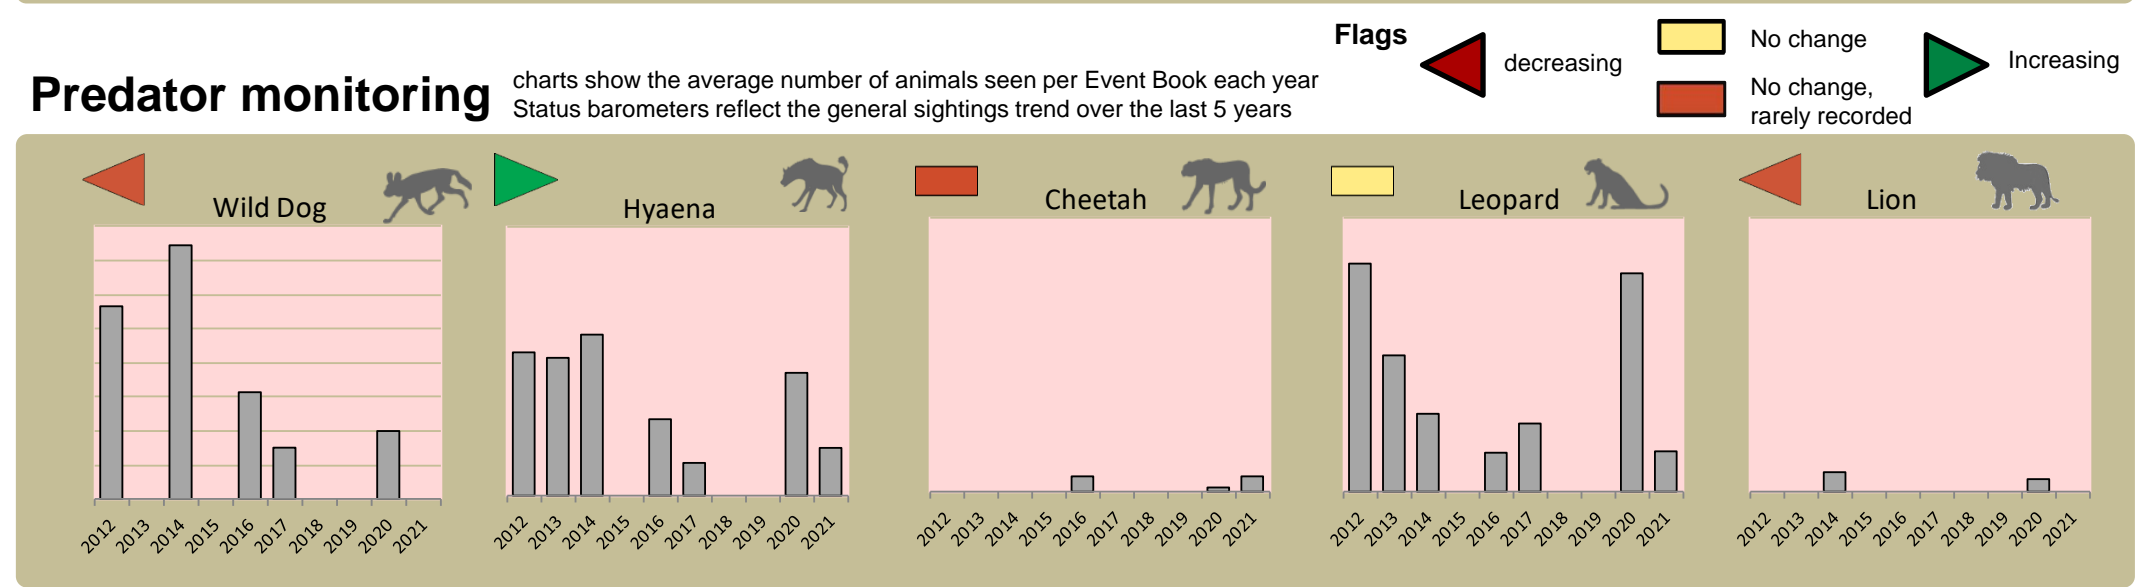 Predator monitoring
charts show the average number of animals seen per Event Book each year
Status barometers reflect the general sightings trend over the last 5 years
Flags
decreasing
No change
No change,
rarely recorded
Increasing
Wild Dog
2012 2013 2014 2015 2016 2017 2018 2019 2020 2021
Hyaena
2012 2013 2014 2015 2016 2017 2018 2019 2020 2021
Cheetah
2012 2013 2014 2015 2016 2017 2018 2019 2020 2021
Leopard
2012 2013 2014 2015 2016 2017 2018 2019 2020 2021
Lion
2012 2013 2014 2015 2016 2017 2018 2019 2020 2021